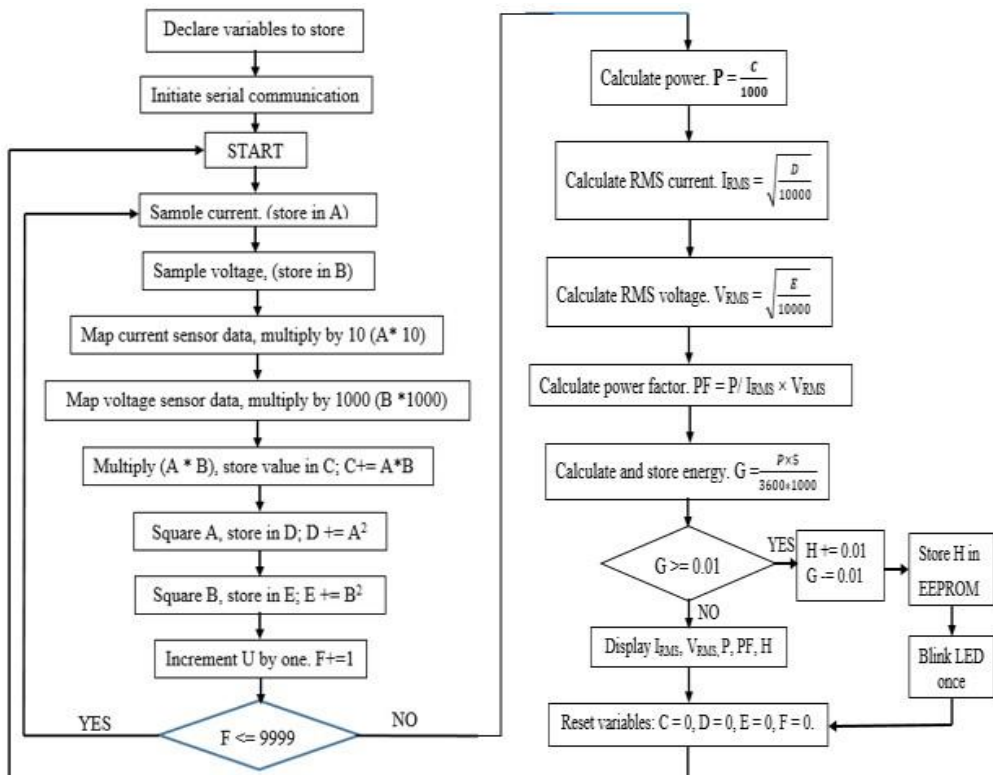 Declare variables to store
Initiate serial communication
START
Sample current, (store in A)
Sample voltage, (store in B)
Map current sensor data, multiply by 10 (A* 10)
Map voltage sensor data, multiply by 1000 (B *1000)
Multiply (A * B), store value in C; C+= A*B
Square A, store in D; D += A²
Square B, store in E; E += B²
Increment U by one. F+=1
YES
F <= 9999
NO
Calculate power. P = C/1000
Calculate RMS current. IRMS = √(D/10000)
Calculate RMS voltage. VRMS = √(E/10000)
Calculate power factor. PF = P/ IRMS × VRMS
Calculate and store energy. G = P×5/3600*1000
G >= 0.01
YES
H += 0.01
G -= 0.01
Store H in
EEPROM
Blink LED
once
NO
Display IRMS, VRMS, P, PF, H
Reset variables: C = 0, D = 0, E = 0, F = 0.